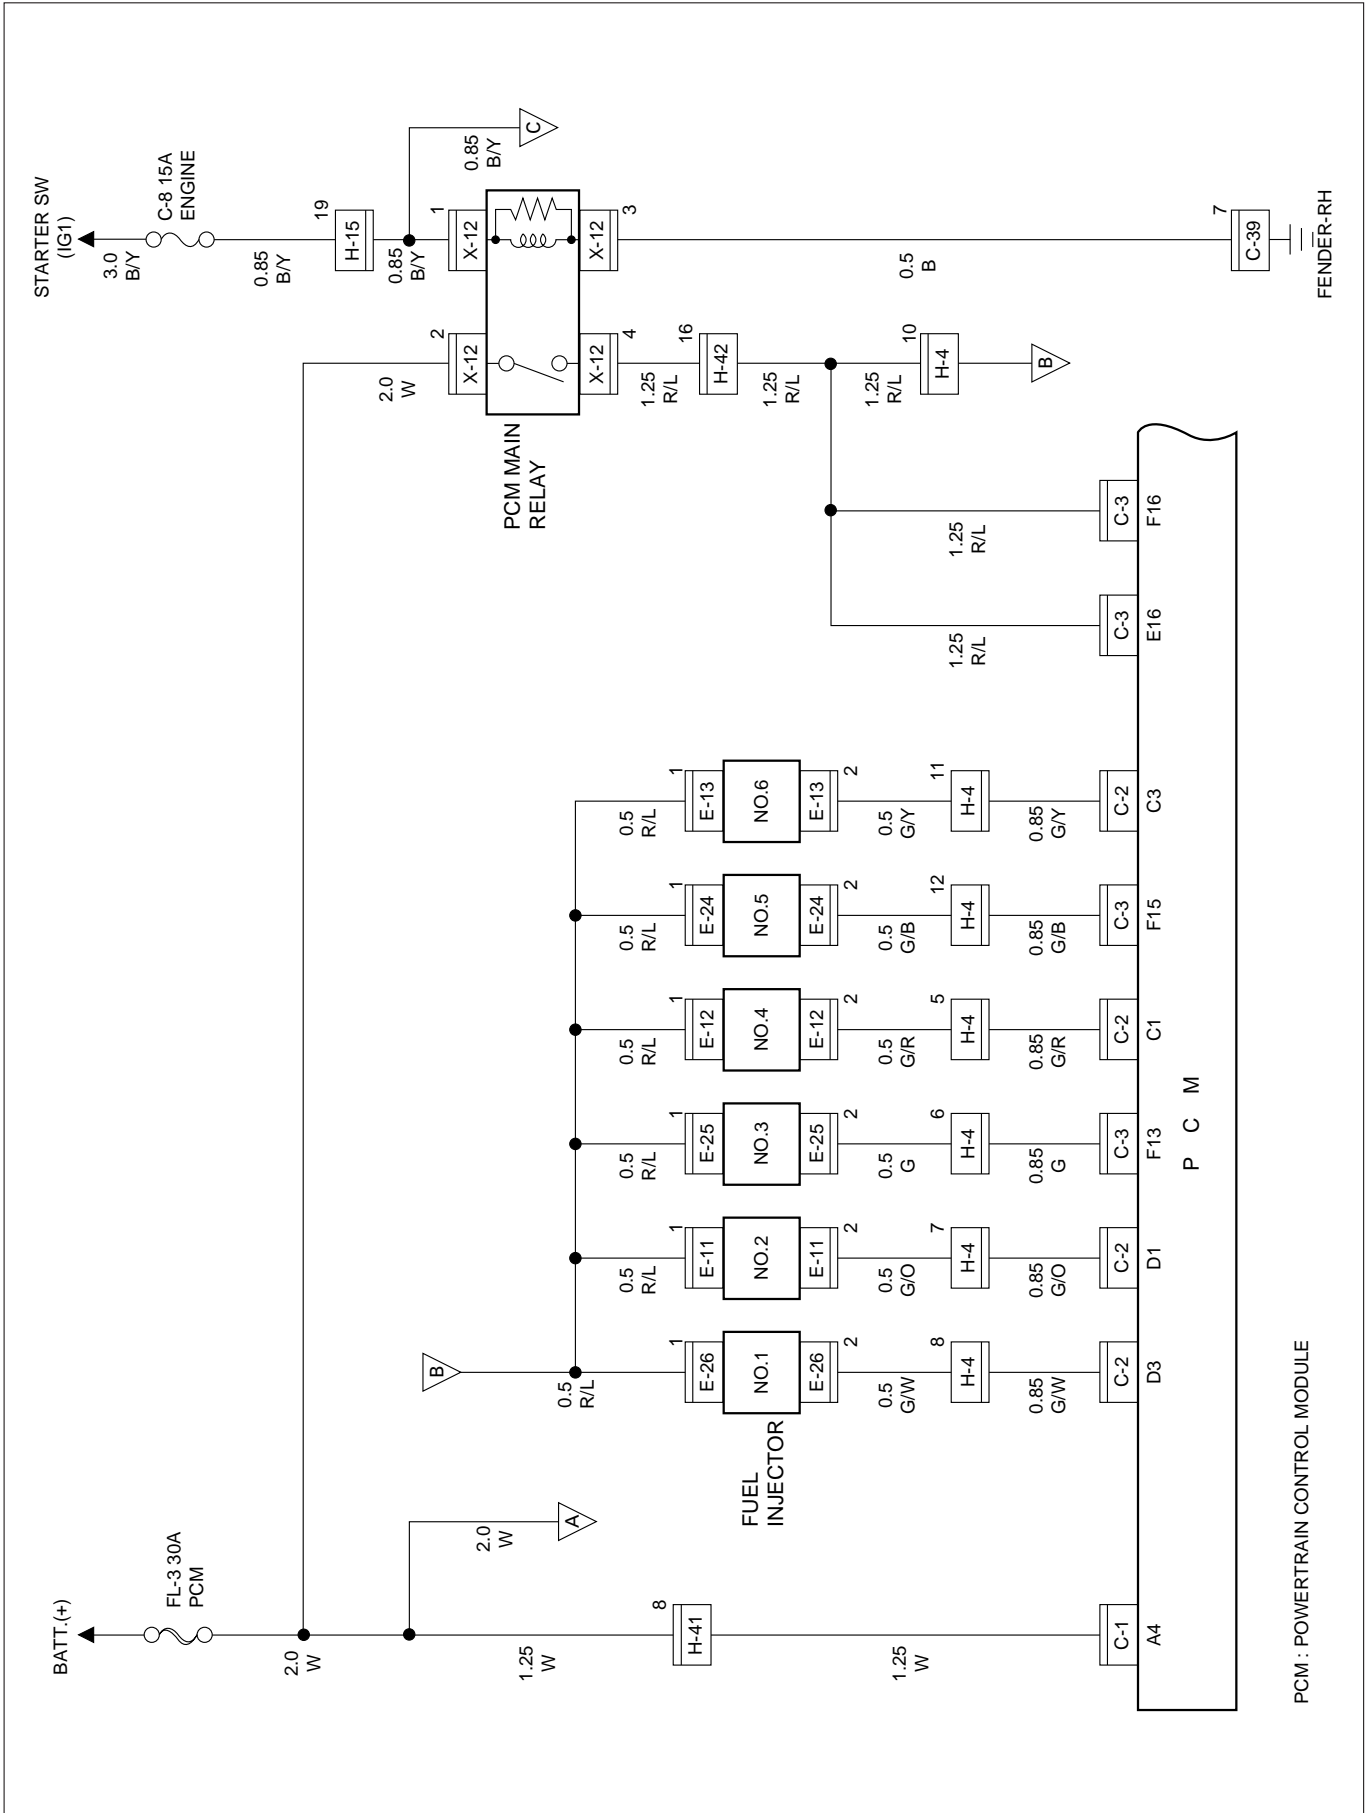 BATT.(+)
FL-3 30A
PCM
2.0
W
2.0
W
A
1.25
W
8
H-41
1.25
W
C-1
A4
STARTER SW
(IG1)
3.0
B/Y
C-8 15A
ENGINE
0.85
B/Y
19
H-15
0.85
B/Y
0.85
B/Y
C
2.0
W
2
X-12
1
X-12
PCM MAIN
RELAY
X-12
4
X-12
3
1.25
R/L
16
H-42
1.25
R/L
1.25
R/L
10
H-4
B
0.5
B
7
C-39
FENDER-RH
1.25
R/L
1.25
R/L
C-3
E16
C-3
F16
B
0.5
R/L
0.5
R/L
0.5
R/L
0.5
R/L
0.5
R/L
0.5
R/L
1
E-26
1
E-11
1
E-25
1
E-12
1
E-24
1
E-13
FUEL
INJECTOR
NO.1
NO.2
NO.3
NO.4
NO.5
NO.6
E-26
2
E-11
2
E-25
2
E-12
2
E-24
2
E-13
2
0.5
G/W
0.5
G/O
0.5
G
0.5
G/R
0.5
G/B
0.5
G/Y
8
H-4
7
H-4
6
H-4
5
H-4
12
H-4
11
H-4
0.85
G/W
0.85
G/O
0.85
G
0.85
G/R
0.85
G/B
0.85
G/Y
C-2
D3
C-2
D1
C-3
F13
C-2
C1
C-3
F15
C-2
C3
P C M
PCM : POWERTRAIN CONTROL MODULE